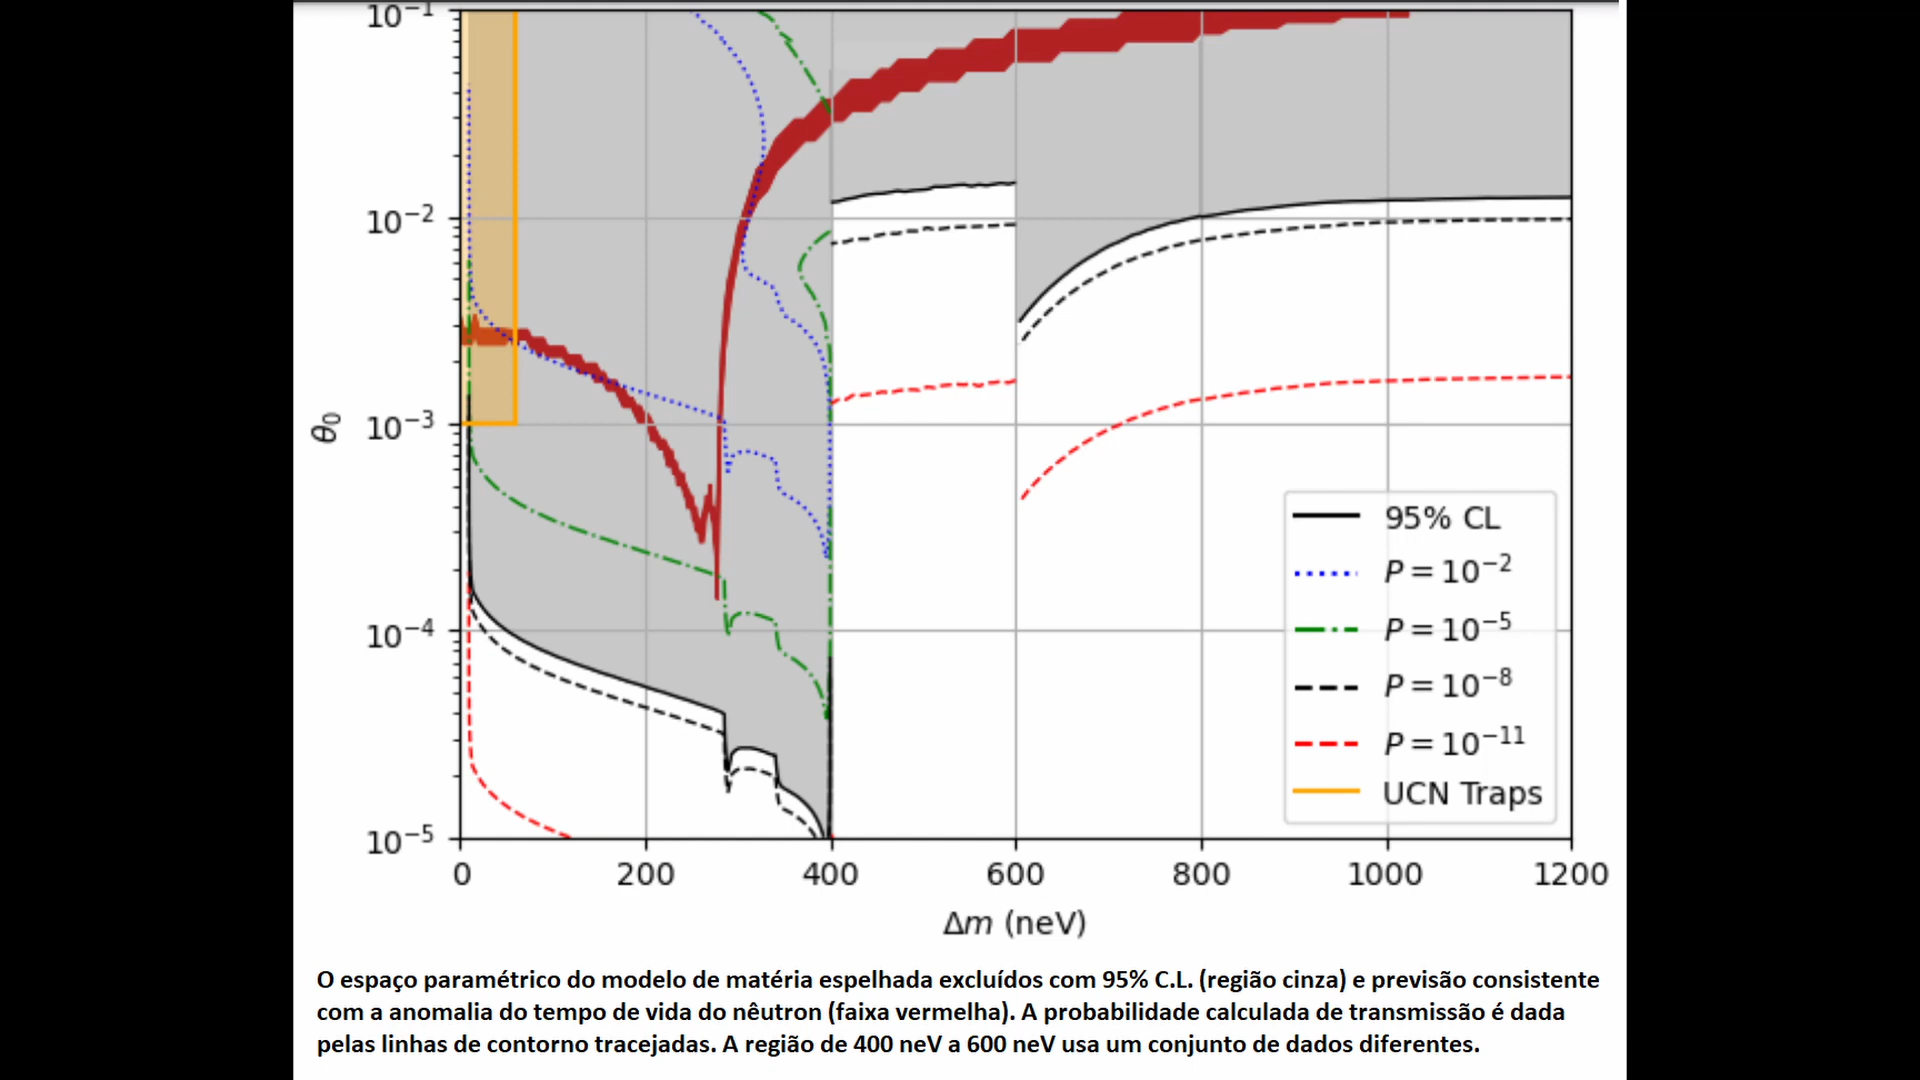 10⁻¹
10⁻²
10⁻³
10⁻⁴
10⁻⁵
θ₀
0 200 400 600 800 1000 1200
Δm (neV)
95% CL
P = 10⁻²
P = 10⁻⁵
P = 10⁻⁸
P = 10⁻¹¹
UCN Traps
O espaço paramétrico do modelo de matéria espelhada excluídos com 95% C.L. (região cinza) e previsão consistente
com a anomalia do tempo de vida do nêutron (faixa vermelha). A probabilidade calculada de transmissão é dada
pelas linhas de contorno tracejadas. A região de 400 neV a 600 neV usa um conjunto de dados diferentes.